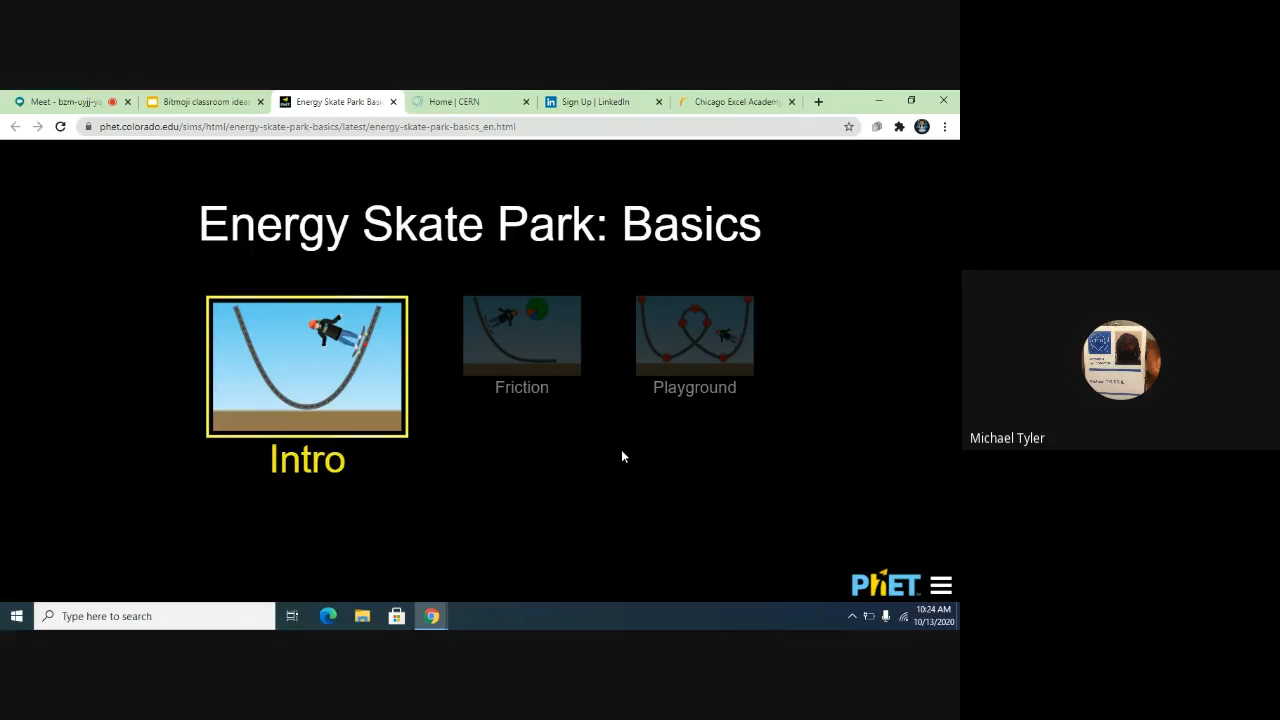 Meet - bzm-uyjj-ya
Bitmoji classroom idea
Energy Skate Park: Basi
Home | CERN
Sign Up | LinkedIn
Chicago Excel Academy
phet.colorado.edu/sims/html/energy-skate-park-basics/latest/energy-skate-park-basics_en.html
Energy Skate Park: Basics
Friction
Playground
Intro
Michael Tyler
PhET
Type here to search
10:24 AM
10/13/2020